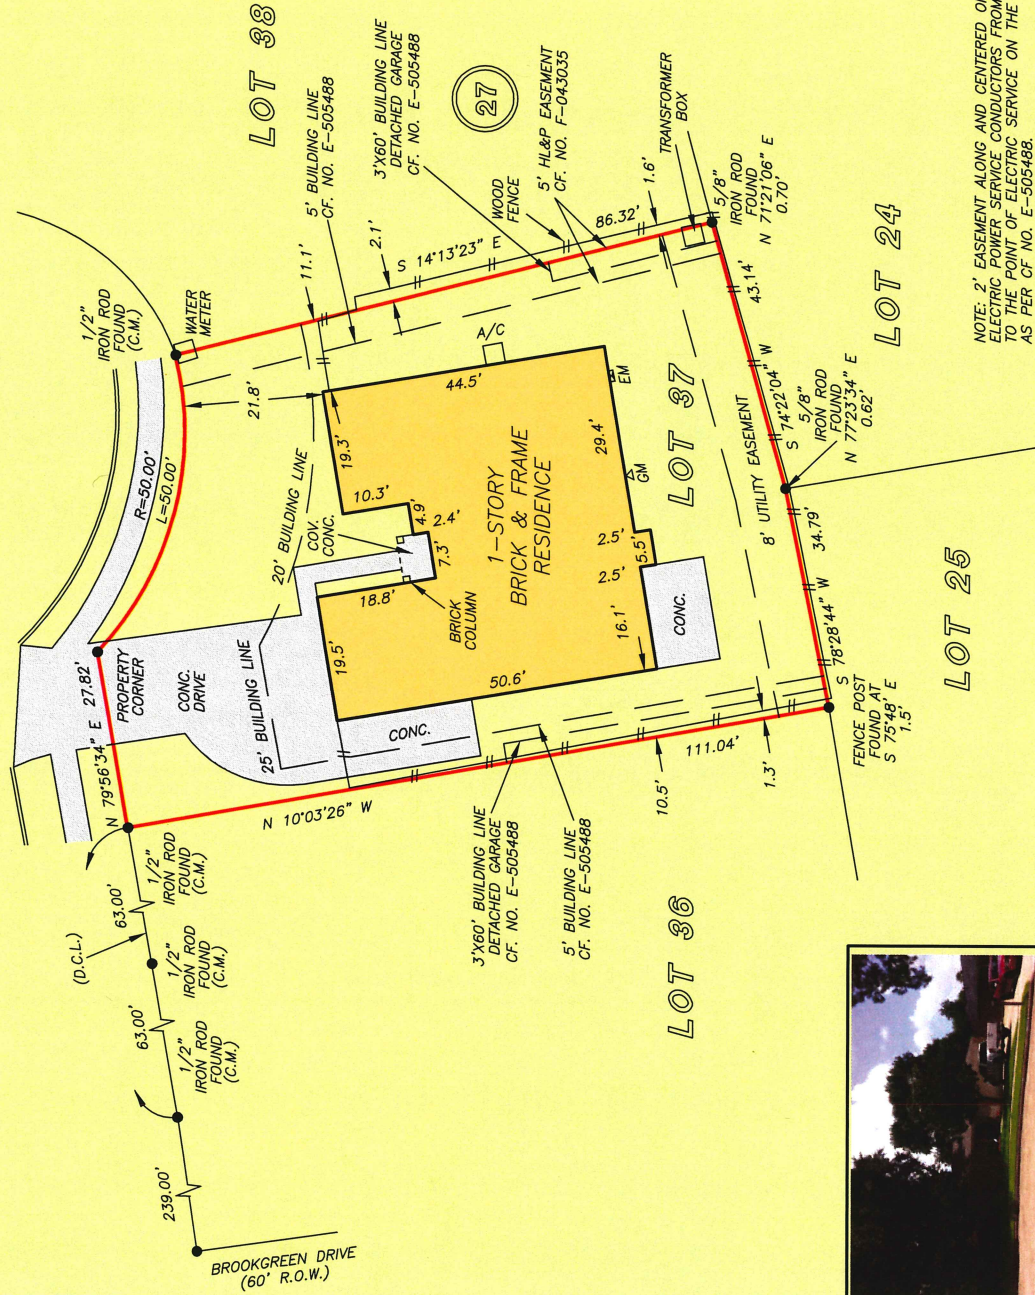 LOT 38
1/2"
IRON ROD
FOUND
(C.M.)
WATER
METER
5' BUILDING LINE
CF. NO. E-505488
3'X60' BUILDING LINE
DETACHED GARAGE
CF. NO. E-505488
27
5' HL&P EASEMENT
CF. NO. F-043035
WOOD
FENCE
TRANSFORMER
BOX
11.1'
2.1'
S 14°13'23" E
86.32'
1.6'
5/8"
IRON ROD
FOUND
N 71°21'06" E
0.70'
R=50.00'
L=50.00'
21.8'
20' BUILDING LINE
COV.
CONC.
19.3'
10.3'
4.9'
2.4'
7.3'
18.8'
BRICK
COLUMN
44.5'
A/C
1-STORY
BRICK & FRAME
RESIDENCE
29.4'
EM
GM
2.5'
5.5'
2.5'
16.1'
CONC.
50.6'
19.5'
LOT 37
8' UTILITY EASEMENT
43.14'
S 74°22'04" W
5/8"
IRON ROD
FOUND
N 77°23'34" E
0.62'
34.79'
S 78°28'44" W
LOT 24
LOT 25
NOTE: 2' EASEMENT ALONG AND CENTERED O
ELECTRIC POWER SERVICE CONDUCTORS FROM
TO THE POINT OF ELECTRIC SERVICE ON THE
AS PER CF NO. E-505488.
N 79°56'34" E 27.82'
PROPERTY
CORNER
CONC.
DRIVE
25' BUILDING LINE
CONC.
N 10°03'26" W
111.04'
10.5'
1.3'
FENCE POST
FOUND AT
S 75°48' E
1.5'
3'X60' BUILDING LINE
DETACHED GARAGE
CF. NO. E-505488
5' BUILDING LINE
CF. NO. E-505488
LOT 36
1/2"
IRON ROD
FOUND
(C.M.)
63.00'
(D.C.L.)
1/2"
IRON ROD
FOUND
(C.M.)
63.00'
1/2"
IRON ROD
FOUND
(C.M.)
239.00'
BROOKGREEN DRIVE
(60' R.O.W.)